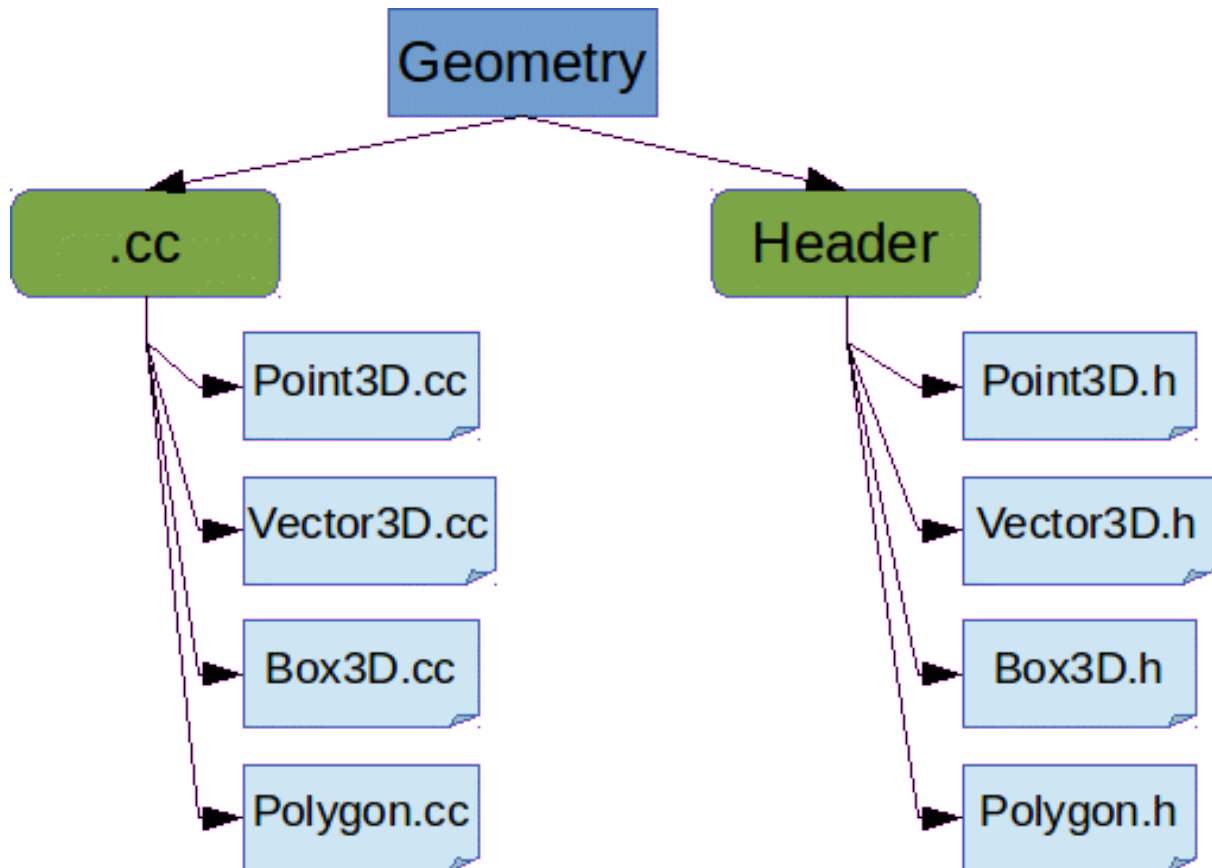 Geometry
.cc
Header
Point3D.cc
Point3D.h
Vector3D.cc
Vector3D.h
Box3D.cc
Box3D.h
Polygon.cc
Polygon.h